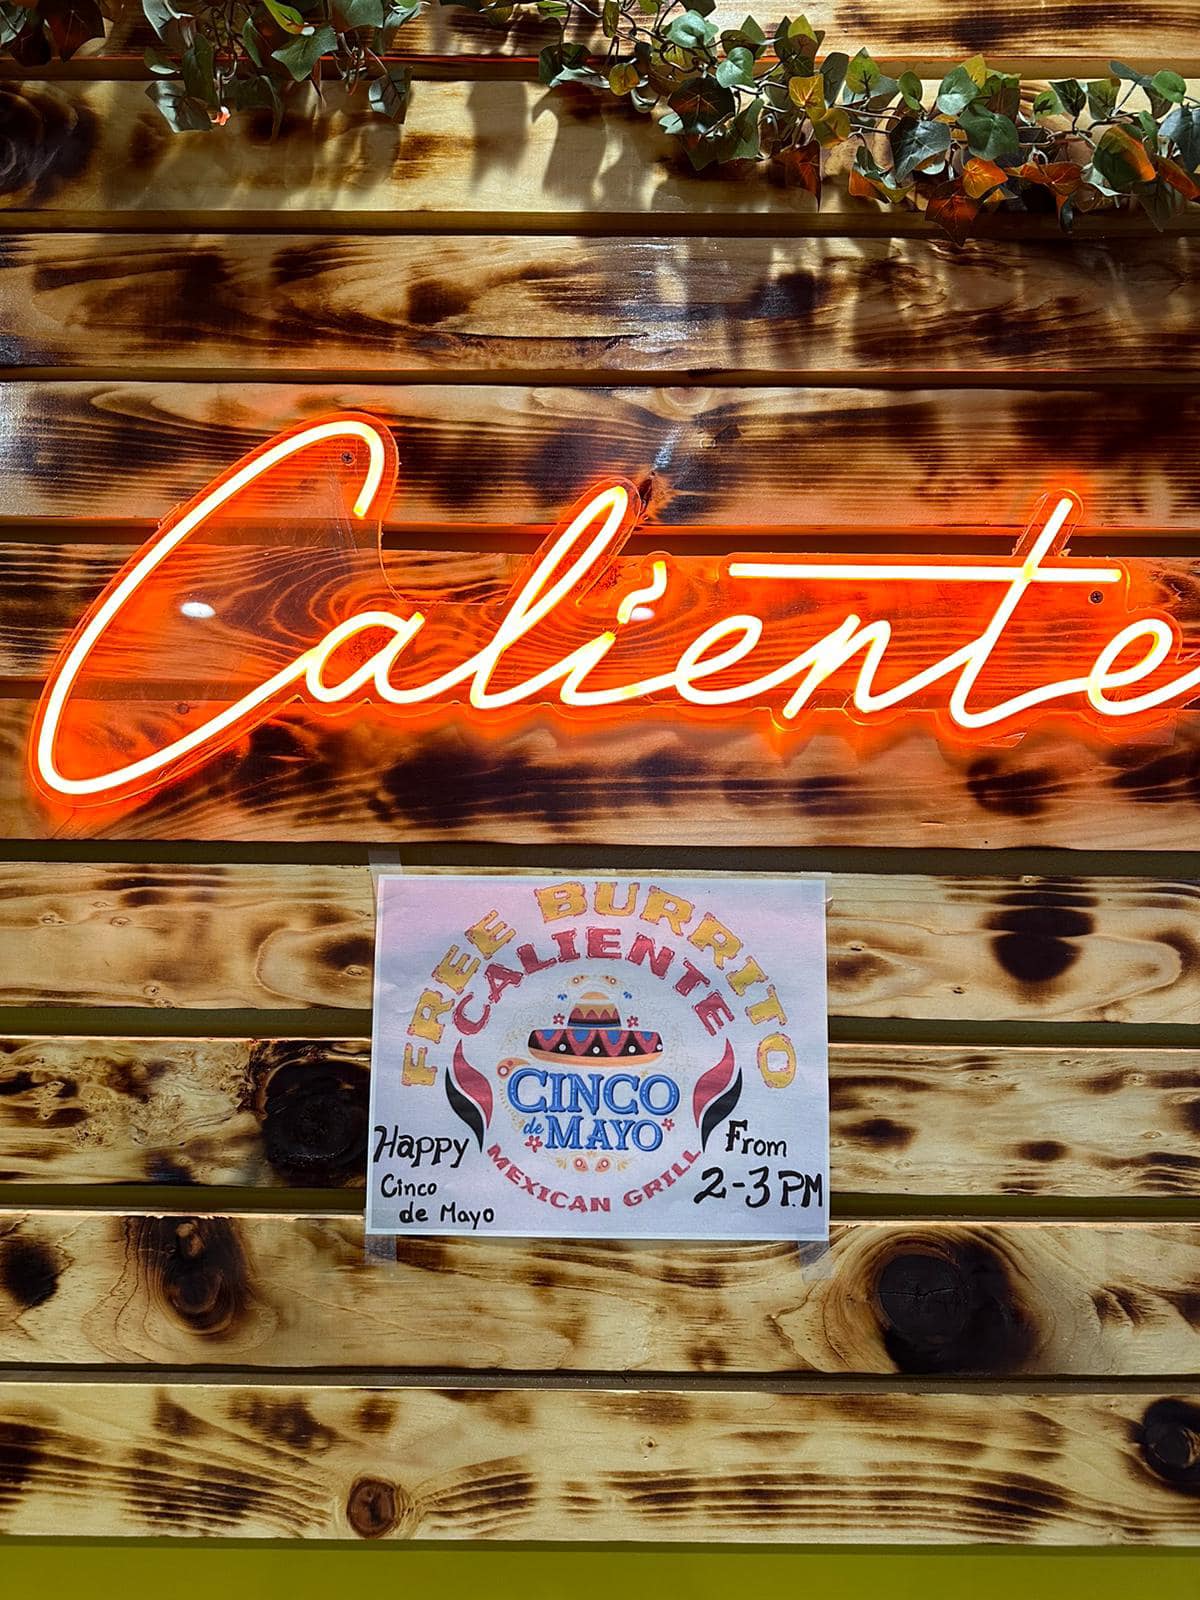 Caliente
FREE BURRITO
CALIENTE
CINCO
de MAYO
MEXICAN GRILL
Happy
Cinco
de Mayo
From
2-3 P.M